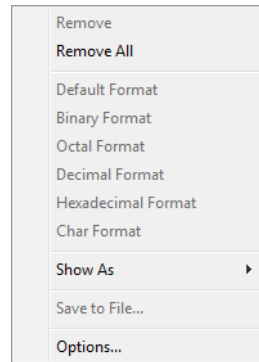 Remove
Remove All
Default Format
Binary Format
Octal Format
Decimal Format
Hexadecimal Format
Char Format
Show As
Save to File...
Options...